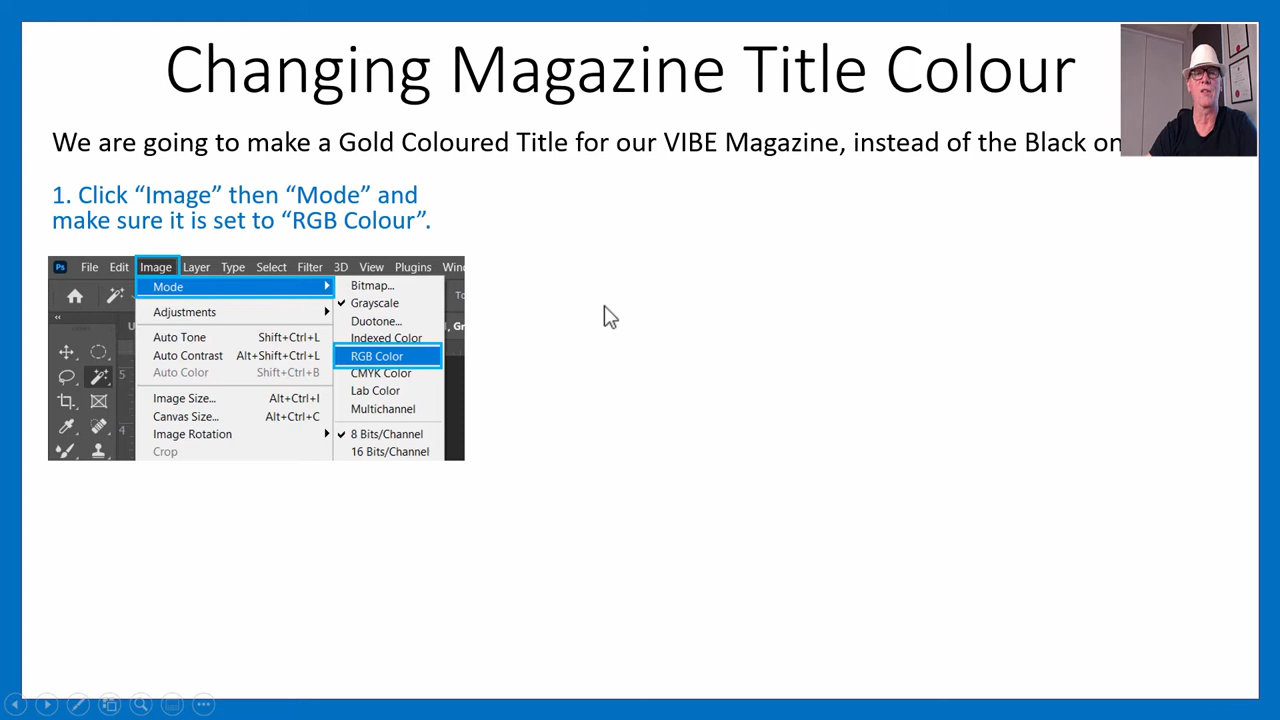 Changing Magazine Title Colour
We are going to make a Gold Coloured Title for our VIBE Magazine, instead of the Black on
1. Click “Image” then “Mode” and
make sure it is set to “RGB Colour”.
Ps File Edit Image Layer Type Select Filter 3D View Plugins Wind
Mode
Adjustments
Auto Tone Shift+Ctrl+L
Auto Contrast Alt+Shift+Ctrl+L
Auto Color Shift+Ctrl+B
Image Size... Alt+Ctrl+I
Canvas Size... Alt+Ctrl+C
Image Rotation
Crop
Bitmap...
Grayscale
Duotone...
Indexed Color
RGB Color
CMYK Color
Lab Color
Multichannel
8 Bits/Channel
16 Bits/Channel
5
4